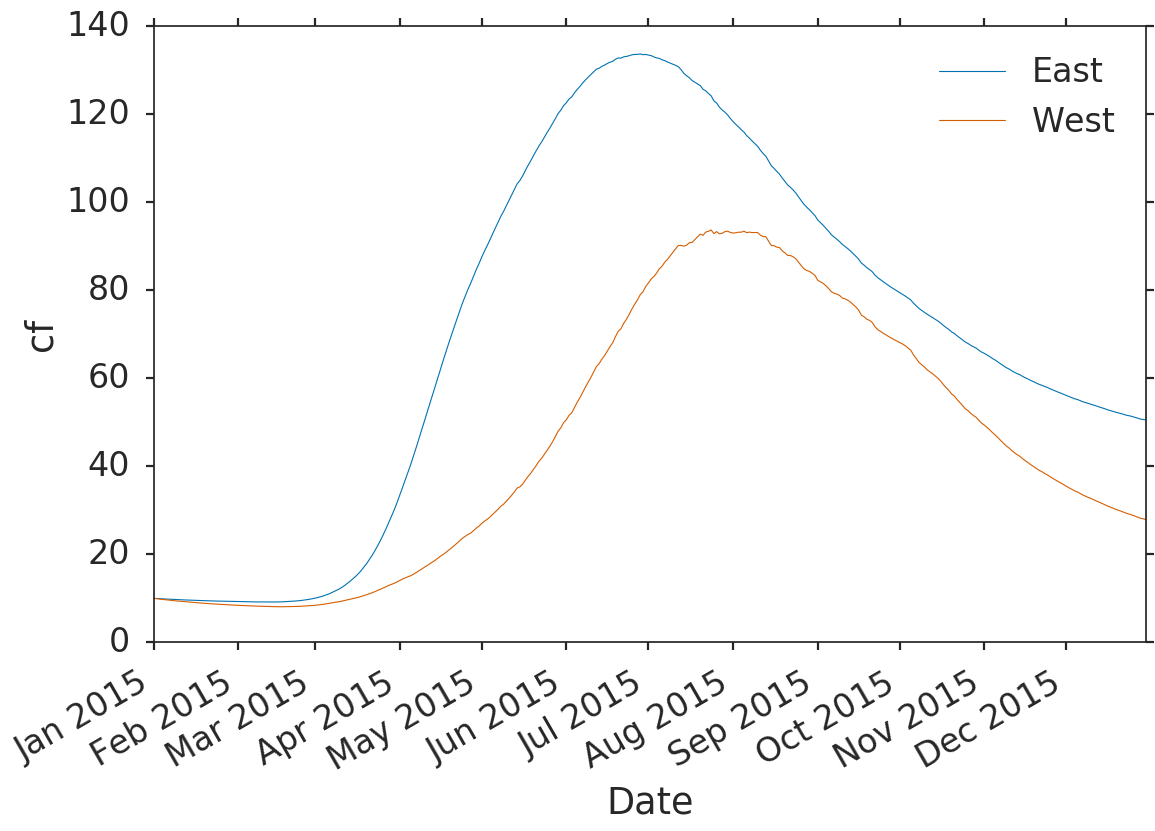 140
120
100
80
60
40
20
0
cf
East
West
Jan 2015
Feb 2015
Mar 2015
Apr 2015
May 2015
Jun 2015
Jul 2015
Aug 2015
Sep 2015
Oct 2015
Nov 2015
Dec 2015
Date